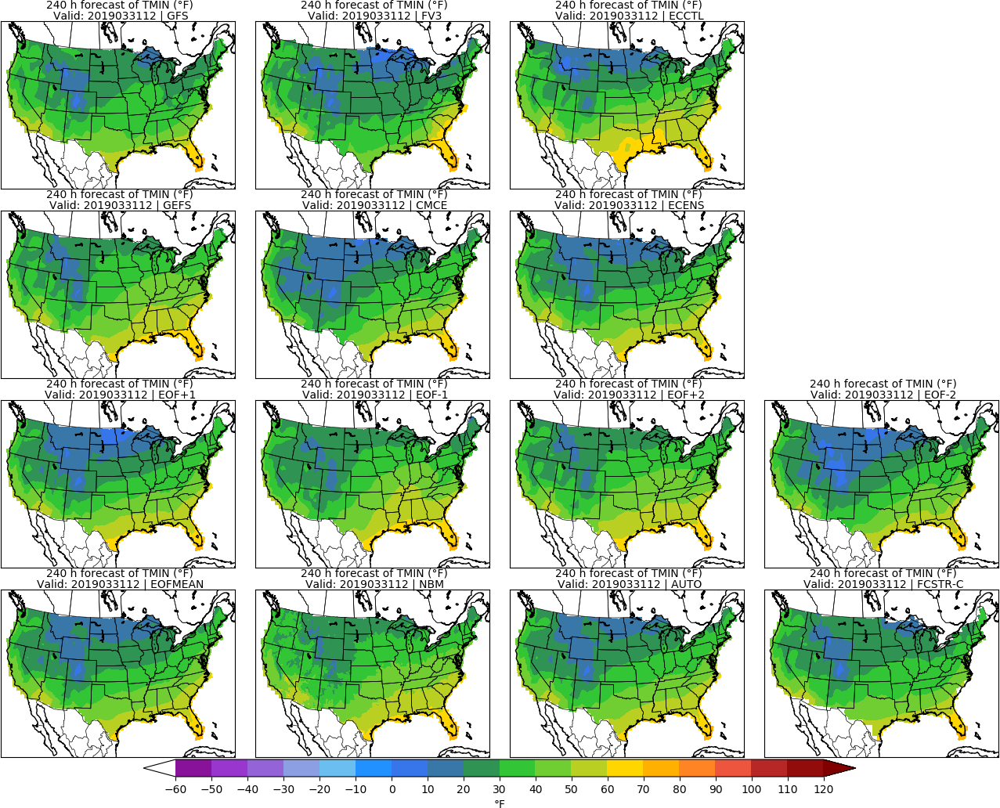 240 h forecast of TMIN (°F)
Valid: 2019033112 | GFS
240 h forecast of TMIN (°F)
Valid: 2019033112 | FV3
240 h forecast of TMIN (°F)
Valid: 2019033112 | ECCTL
240 h forecast of TMIN (°F)
Valid: 2019033112 | GEFS
240 h forecast of TMIN (°F)
Valid: 2019033112 | CMCE
240 h forecast of TMIN (°F)
Valid: 2019033112 | ECENS
240 h forecast of TMIN (°F)
Valid: 2019033112 | EOF+1
240 h forecast of TMIN (°F)
Valid: 2019033112 | EOF-1
240 h forecast of TMIN (°F)
Valid: 2019033112 | EOF+2
240 h forecast of TMIN (°F)
Valid: 2019033112 | EOF-2
240 h forecast of TMIN (°F)
Valid: 2019033112 | EOFMEAN
240 h forecast of TMIN (°F)
Valid: 2019033112 | NBM
240 h forecast of TMIN (°F)
Valid: 2019033112 | AUTO
240 h forecast of TMIN (°F)
Valid: 2019033112 | FCSTR-C
−60 −50 −40 −30 −20 −10 0 10 20 30 40 50 60 70 80 90 100 110 120
°F